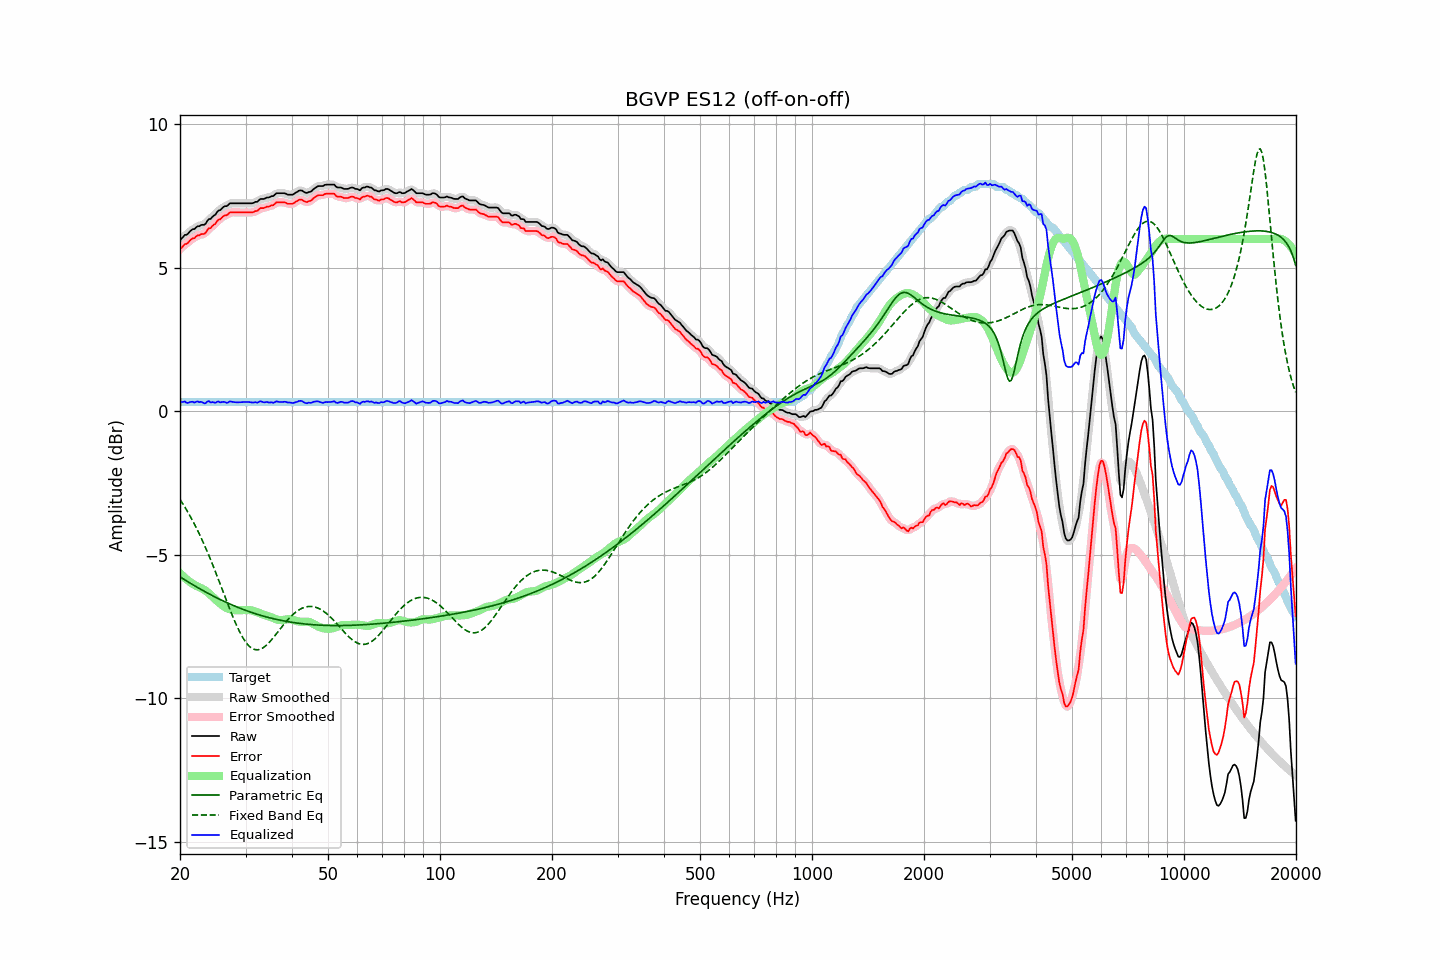 BGVP ES12 (off-on-off)
10
5
0
−5
−10
−15
Amplitude (dBr)
Target
Raw Smoothed
Error Smoothed
Raw
Error
Equalization
Parametric Eq
Fixed Band Eq
Equalized
20
50
100
200
500
1000
2000
5000
10000
20000
Frequency (Hz)